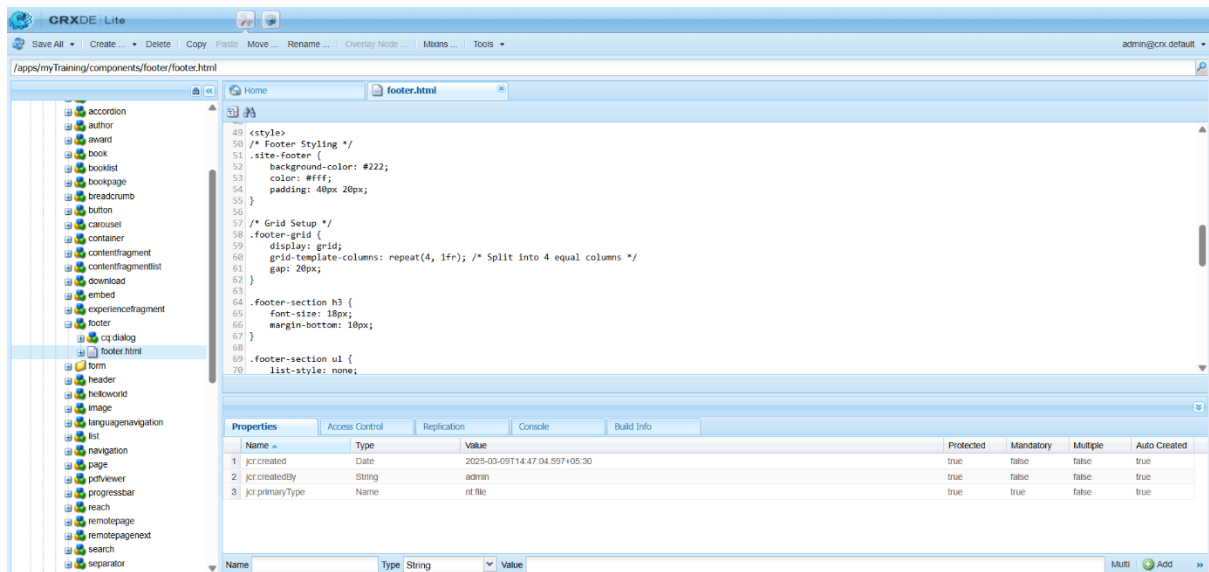 CRXDE | Lite
Save All Create ... Delete Copy Paste Move ... Rename ... Overlay Node ... Mixins ... Tools admin@crx.default
/apps/myTraining/components/footer/footer.html
Home footer.html
accordion
author
award
book
booklist
bookpage
breadcrumb
button
carousel
container
contentfragment
contentfragmentlist
download
embed
experiencefragment
footer
cq:dialog
footer.html
form
header
helloworld
image
languagenavigation
list
navigation
page
pdfviewer
progressbar
reach
remotepage
remotepagenext
search
separator
49 <style>
50 /* Footer Styling */
51 .site-footer {
52 background-color: #222;
53 color: #fff;
54 padding: 40px 20px;
55 }
56
57 /* Grid Setup */
58 .footer-grid {
59 display: grid;
60 grid-template-columns: repeat(4, 1fr); /* Split into 4 equal columns */
61 gap: 20px;
62 }
63
64 .footer-section h3 {
65 font-size: 18px;
66 margin-bottom: 10px;
67 }
68
69 .footer-section ul {
70 list-style: none;
Properties Access Control Replication Console Build Info
Name Type Value Protected Mandatory Multiple Auto Created
1 jcr:created Date 2025-03-09T14:47:04.597+05:30 true false false true
2 jcr:createdBy String admin true false false true
3 jcr:primaryType Name nt:file true true false true
Name Type String Value Multi Add »